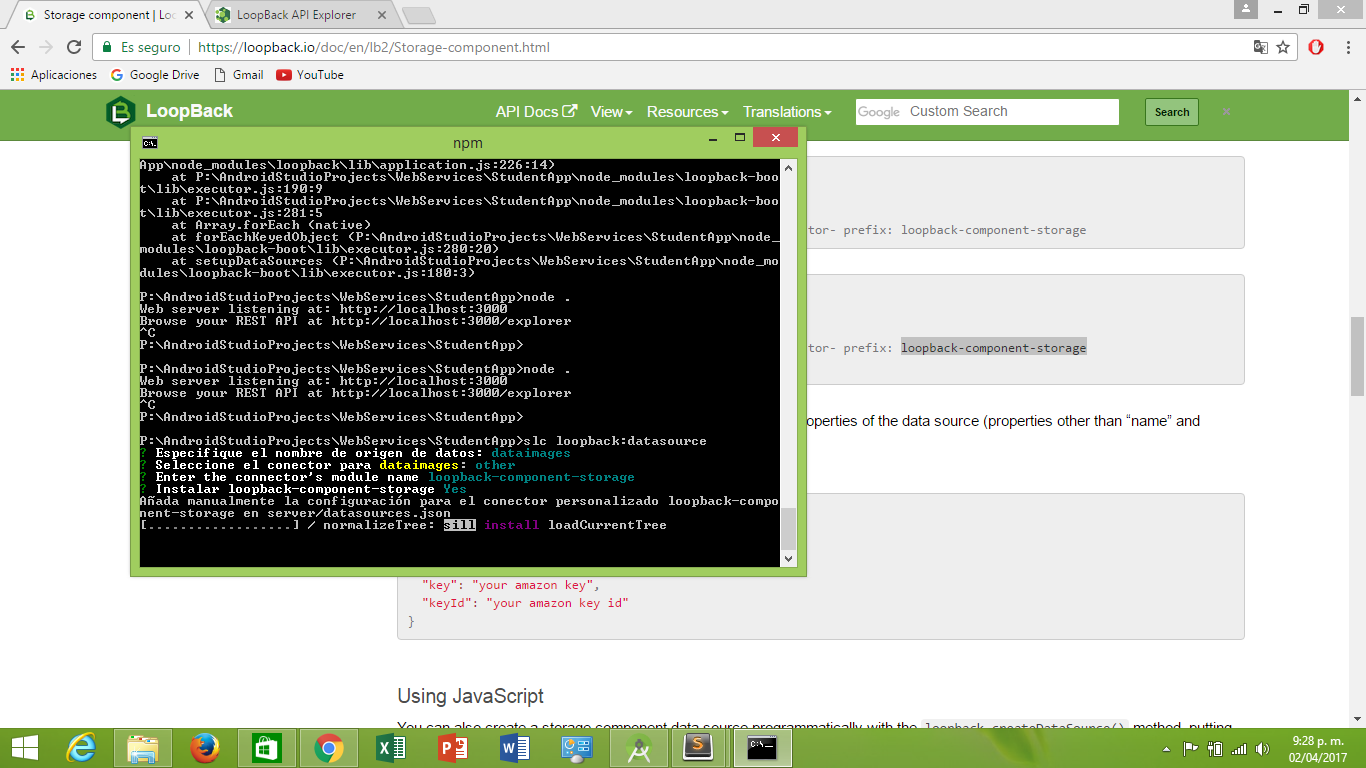 Storage component | Lo
LoopBack API Explorer
Es seguro
https://loopback.io/doc/en/lb2/Storage-component.html
Aplicaciones
Google Drive
Gmail
YouTube
LoopBack
API Docs
View
Resources
Translations
Google Custom Search
Search
npm
App\node_modules\loopback\lib\application.js:226:14)
at P:\AndroidStudioProjects\WebServices\StudentApp\node_modules\loopback-boo
t\lib\executor.js:190:9
at P:\AndroidStudioProjects\WebServices\StudentApp\node_modules\loopback-boo
t\lib\executor.js:281:5
at Array.forEach (native)
at forEachKeyedObject (P:\AndroidStudioProjects\WebServices\StudentApp\node_
modules\loopback-boot\lib\executor.js:280:20)
at setupDataSources (P:\AndroidStudioProjects\WebServices\StudentApp\node_mo
dules\loopback-boot\lib\executor.js:180:3)
P:\AndroidStudioProjects\WebServices\StudentApp>node .
Web server listening at: http://localhost:3000
Browse your REST API at http://localhost:3000/explorer
^C
P:\AndroidStudioProjects\WebServices\StudentApp>
P:\AndroidStudioProjects\WebServices\StudentApp>node .
Web server listening at: http://localhost:3000
Browse your REST API at http://localhost:3000/explorer
^C
P:\AndroidStudioProjects\WebServices\StudentApp>
P:\AndroidStudioProjects\WebServices\StudentApp>slc loopback:datasource
? Especifique el nombre de origen de datos: dataimages
? Seleccione el conector para dataimages: other
? Enter the connector's module name loopback-component-storage
? Instalar loopback-component-storage Yes
Añada manualmente la configuración para el conector personalizado loopback-compo
nent-storage en server/datasources.json
[..................] / normalizeTree: sill install loadCurrentTree
tor- prefix: loopback-component-storage
tor- prefix: loopback-component-storage
operties of the data source (properties other than “name” and
"key": "your amazon key",
"keyId": "your amazon key id"
}
Using JavaScript
You can also create a storage component data source programmatically with the loopback.createDataSource() method, putting
9:28 p. m.
02/04/2017